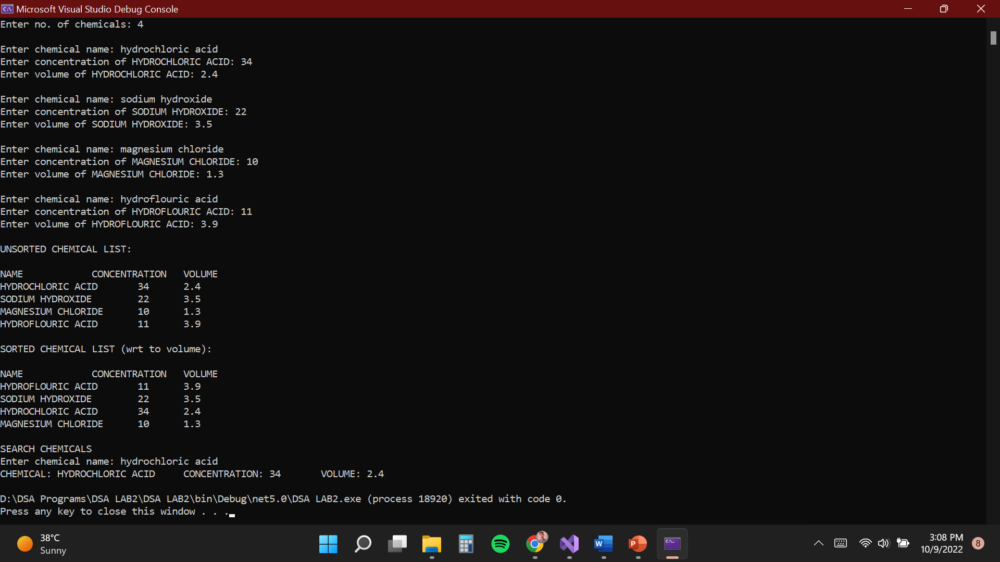 Microsoft Visual Studio Debug Console
Enter no. of chemicals: 4
Enter chemical name: hydrochloric acid
Enter concentration of HYDROCHLORIC ACID: 34
Enter volume of HYDROCHLORIC ACID: 2.4
Enter chemical name: sodium hydroxide
Enter concentration of SODIUM HYDROXIDE: 22
Enter volume of SODIUM HYDROXIDE: 3.5
Enter chemical name: magnesium chloride
Enter concentration of MAGNESIUM CHLORIDE: 10
Enter volume of MAGNESIUM CHLORIDE: 1.3
Enter chemical name: hydroflouric acid
Enter concentration of HYDROFLOURIC ACID: 11
Enter volume of HYDROFLOURIC ACID: 3.9
UNSORTED CHEMICAL LIST:
NAME CONCENTRATION VOLUME
HYDROCHLORIC ACID 34 2.4
SODIUM HYDROXIDE 22 3.5
MAGNESIUM CHLORIDE 10 1.3
HYDROFLOURIC ACID 11 3.9
SORTED CHEMICAL LIST (wrt to volume):
NAME CONCENTRATION VOLUME
HYDROFLOURIC ACID 11 3.9
SODIUM HYDROXIDE 22 3.5
HYDROCHLORIC ACID 34 2.4
MAGNESIUM CHLORIDE 10 1.3
SEARCH CHEMICALS
Enter chemical name: hydrochloric acid
CHEMICAL: HYDROCHLORIC ACID CONCENTRATION: 34 VOLUME: 2.4
D:\DSA Programs\DSA LAB2\DSA LAB2\bin\Debug\net5.0\DSA LAB2.exe (process 18920) exited with code 0.
Press any key to close this window . . .
38°C
Sunny
3:08 PM
10/9/2022
8